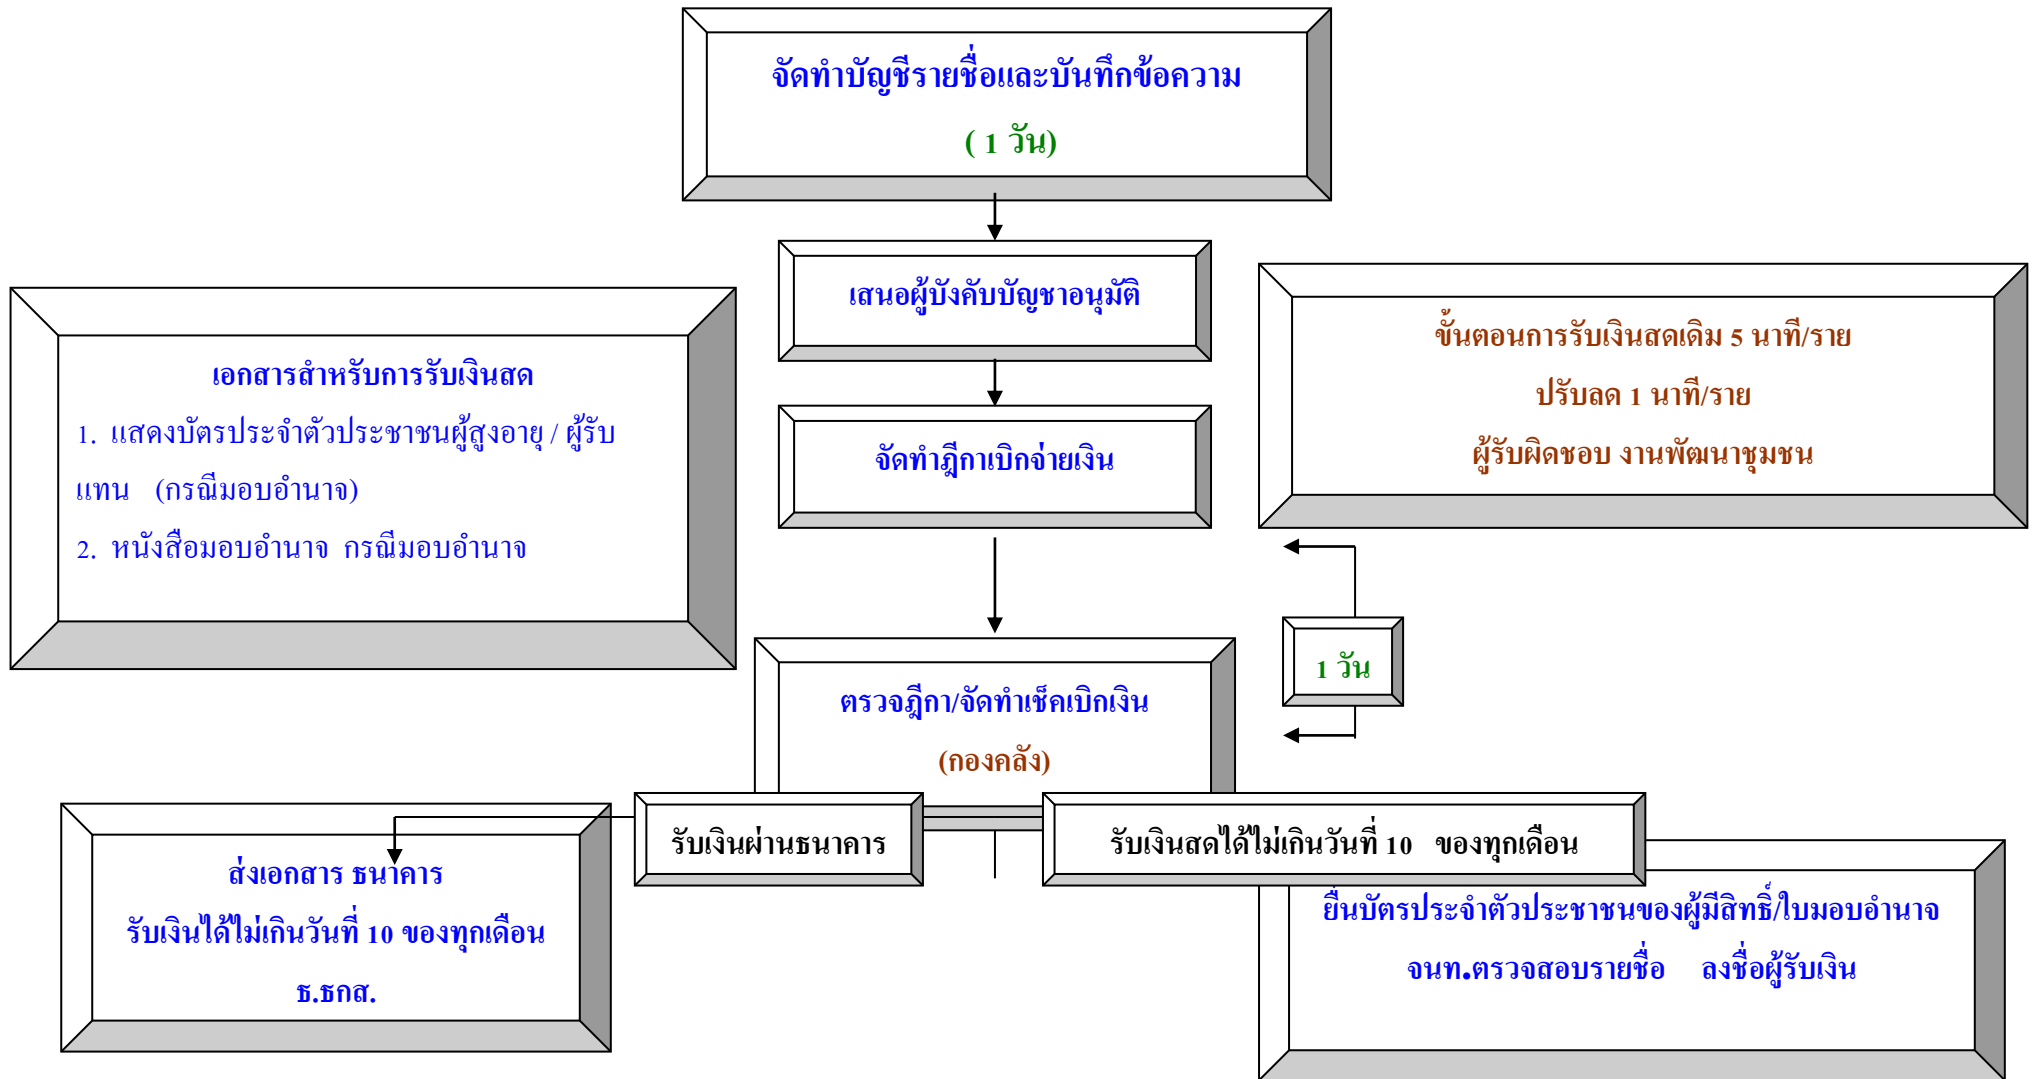 จัดทำบัญชีรายชื่อและบันทึกข้อความ
( 1 วัน)
เสนอผู้บังคับบัญชาอนุมัติ
เอกสารสำหรับการรับเงินสด
1. แสดงบัตรประจำตัวประชาชนผู้สูงอายุ / ผู้รับ
แทน (กรณีมอบอำนาจ)
2. หนังสือมอบอำนาจ กรณีมอบอำนาจ
จัดทำฎีกาเบิกจ่ายเงิน
ขั้นตอนการรับเงินสดเดิม 5 นาที/ราย
ปรับลด 1 นาที/ราย
ผู้รับผิดชอบ งานพัฒนาชุมชน
1 วัน
ตรวจฎีกา/จัดทำเช็คเบิกเงิน
(กองคลัง)
รับเงินผ่านธนาคาร
รับเงินสดได้ไม่เกินวันที่ 10 ของทุกเดือน
ส่งเอกสาร ธนาคาร
รับเงินได้ไม่เกินวันที่ 10 ของทุกเดือน
ธ.ธกส.
ยื่นบัตรประจำตัวประชาชนของผู้มีสิทธิ์/ใบมอบอำนาจ
จนท.ตรวจสอบรายชื่อ ลงชื่อผู้รับเงิน